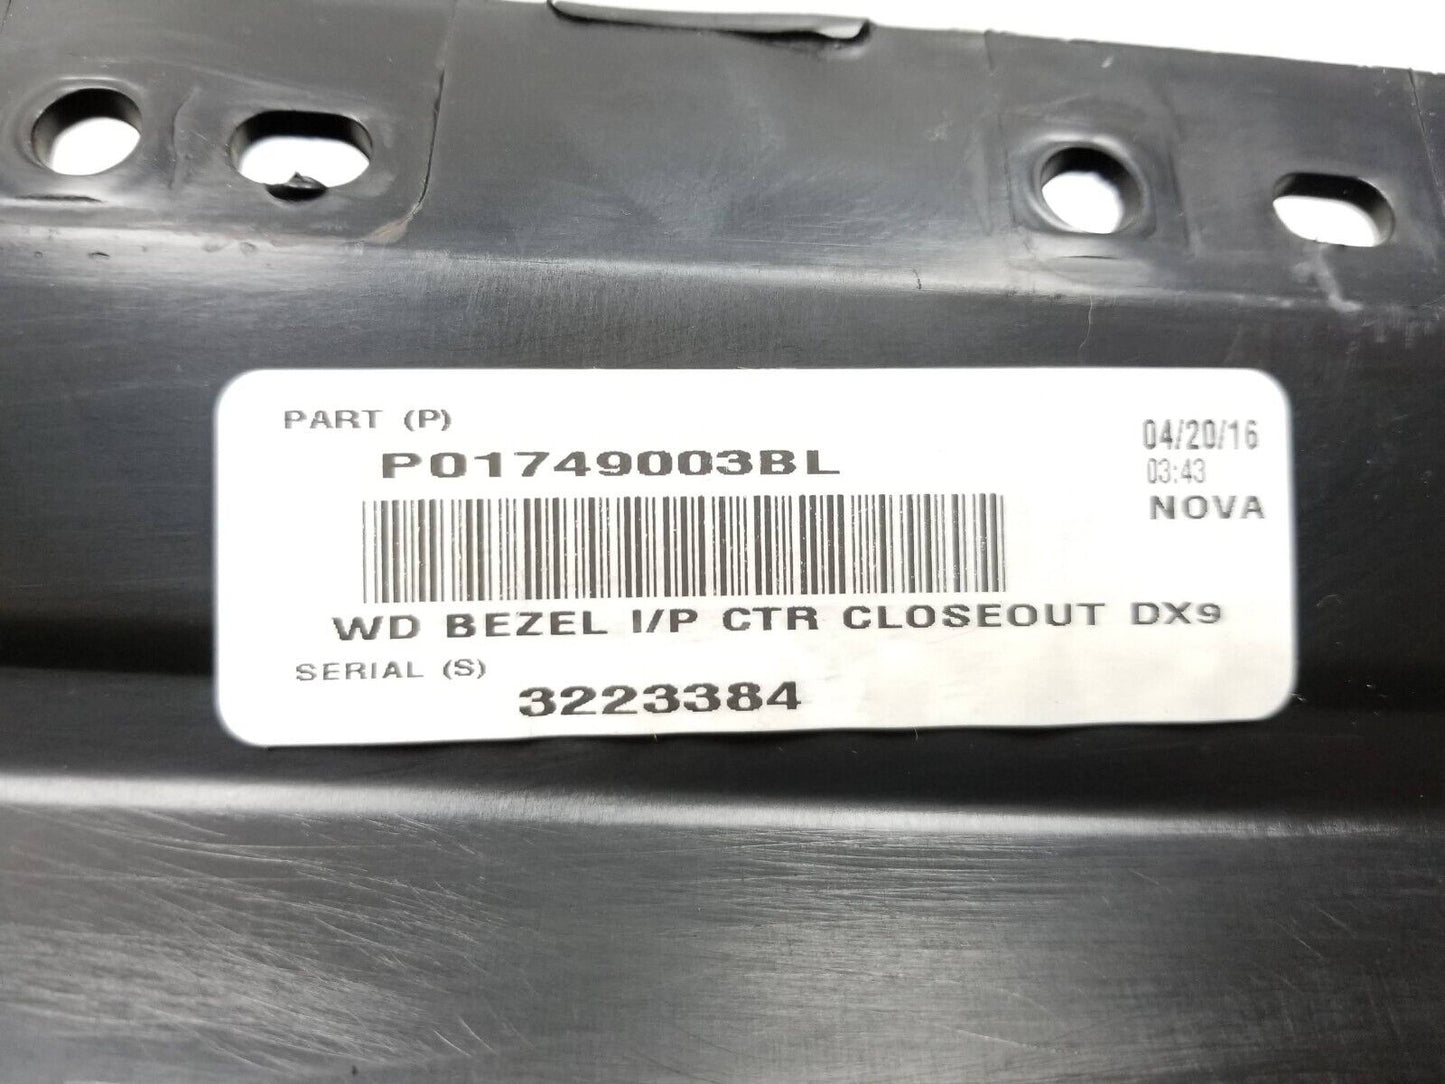 PART (P)
P01749003BL
04/20/16
03:43
NOVA
WD BEZEL I/P CTR CLOSEOUT DX9
SERIAL (S)
3223384